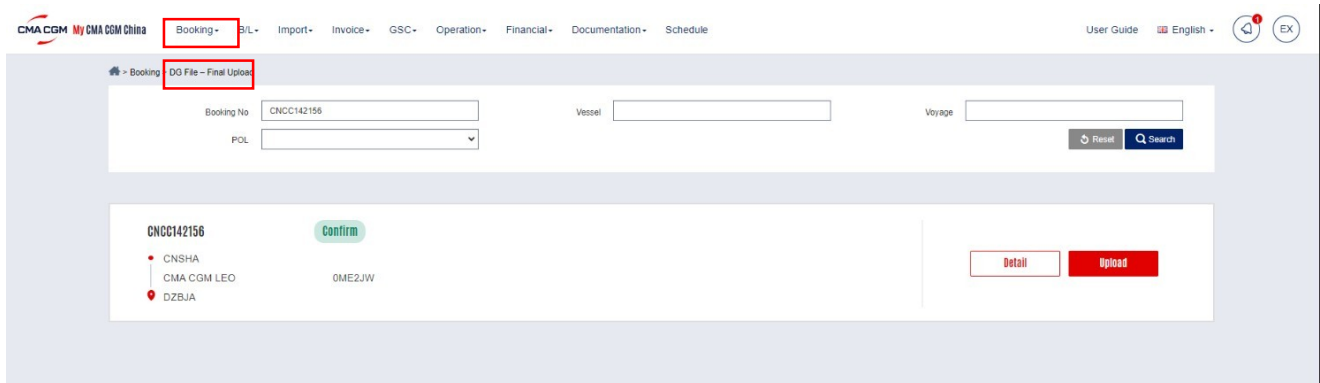 CMA CGM My CMA CGM China Booking B/L Import Invoice GSC Operation Financial Documentation Schedule User Guide English 1 EX
> Booking > DG File – Final Upload
Booking No CNCC142156 Vessel Voyage
POL Reset Search
CNCC142156 Confirm
CNSHA
CMA CGM LEO 0ME2JW
DZBJA
Detail Upload